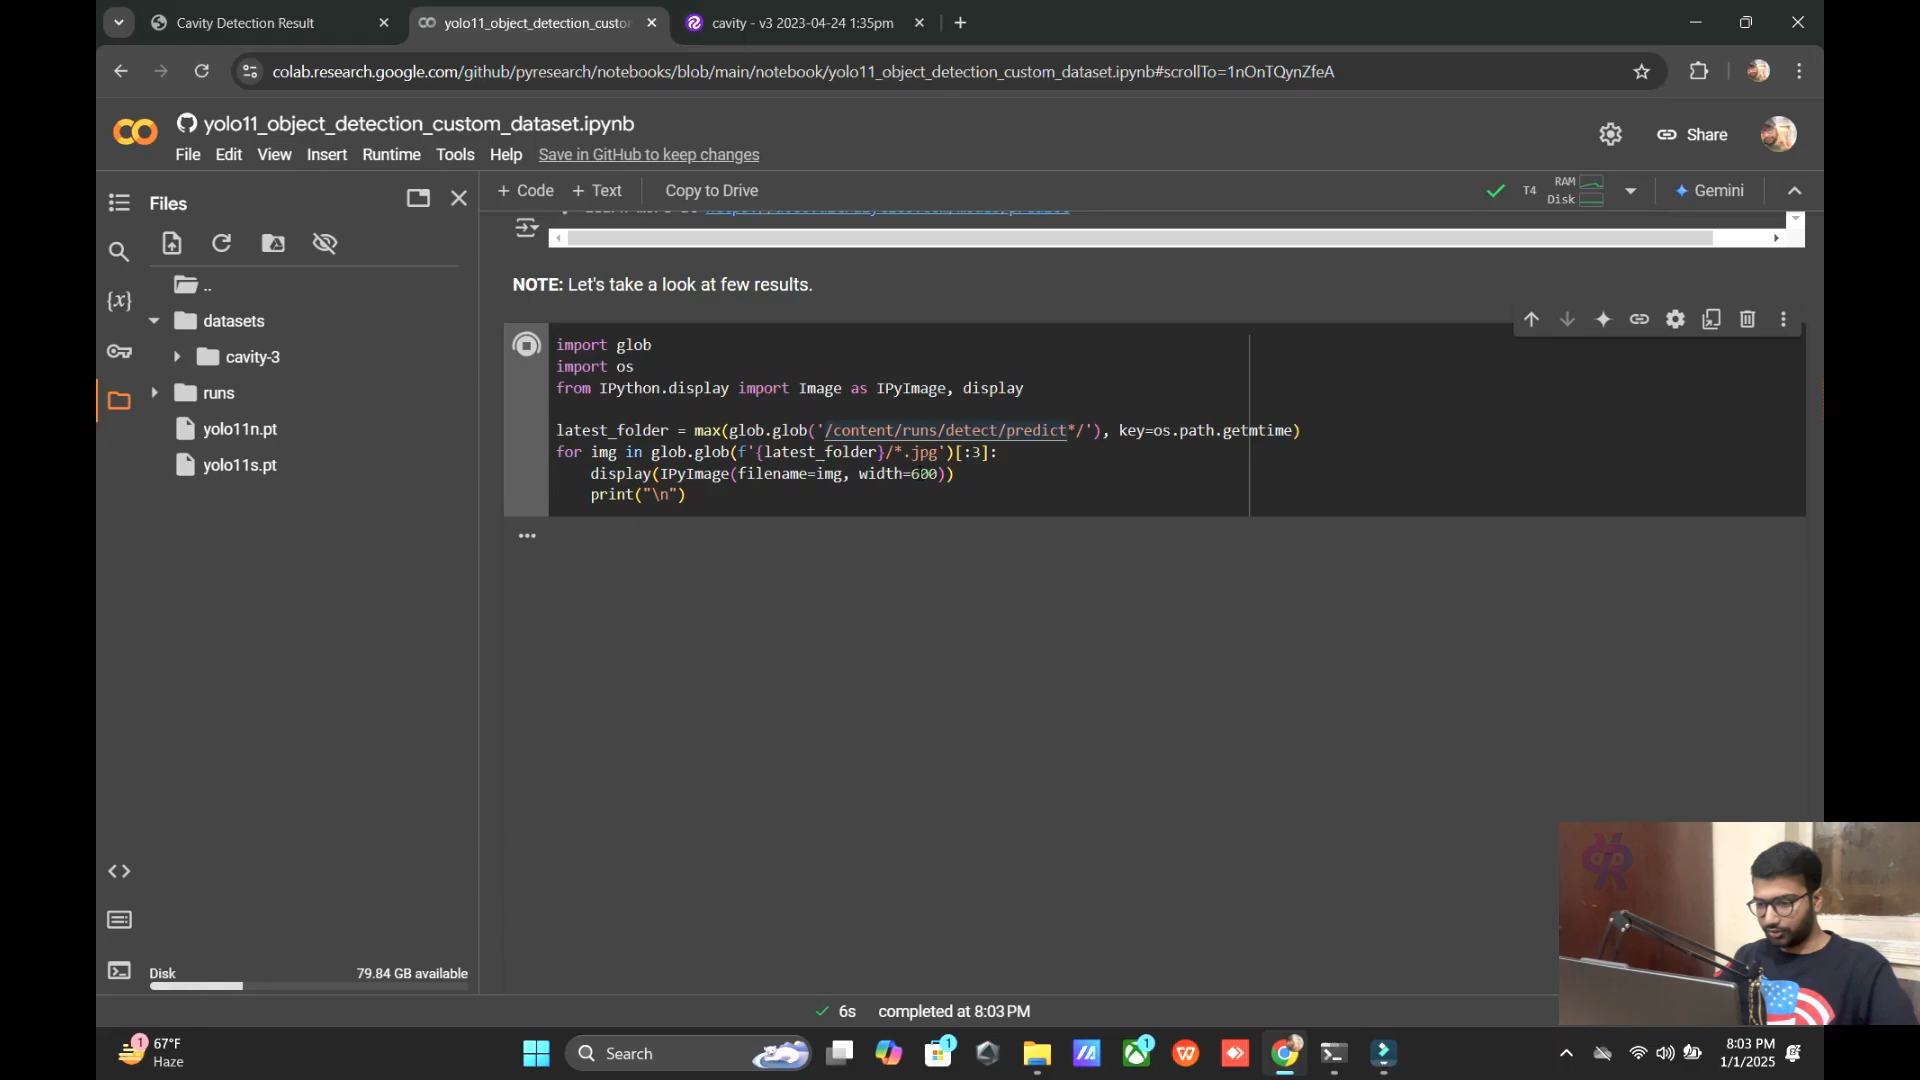 Cavity Detection Result
yolo11_object_detection_custo
cavity - v3 2023-04-24 1:35pm
colab.research.google.com/github/pyresearch/notebooks/blob/main/notebook/yolo11_object_detection_custom_dataset.ipynb#scrollTo=1nOnTQynZfeA
yolo11_object_detection_custom_dataset.ipynb
File Edit View Insert Runtime Tools Help Save in GitHub to keep changes
Share
Files
+ Code + Text Copy to Drive
T4 RAM
Disk
Gemini
{x}
..
datasets
cavity-3
runs
yolo11n.pt
yolo11s.pt
NOTE: Let's take a look at few results.
import glob
import os
from IPython.display import Image as IPyImage, display
latest_folder = max(glob.glob('/content/runs/detect/predict*/'), key=os.path.getmtime)
for img in glob.glob(f'{latest_folder}/*.jpg')[:3]:
display(IPyImage(filename=img, width=600))
print("\n")
Disk 79.84 GB available
6s completed at 8:03 PM
1
67°F
Haze
Search
1
1
8:03 PM
1/1/2025